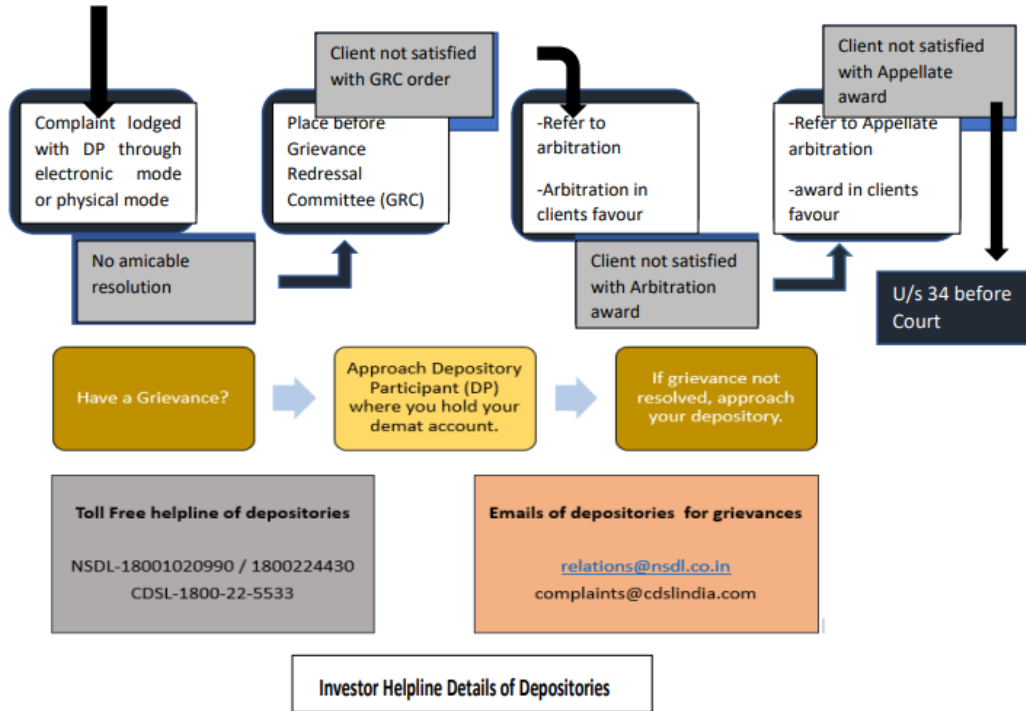 Complaint lodged
with DP through
electronic mode
or physical mode
No amicable
resolution
Place before
Grievance
Redressal
Committee (GRC)
Client not satisfied
with GRC order
-Refer to
arbitration
-Arbitration in
clients favour
Client not satisfied
with Arbitration
award
-Refer to Appellate
arbitration
-award in clients
favour
Client not satisfied
with Appellate
award
U/s 34 before
Court
Have a Grievance?
Approach Depository
Participant (DP)
where you hold your
demat account.
If grievance not
resolved, approach
your depository.
Toll Free helpline of depositories
NSDL-18001020990 / 1800224430
CDSL-1800-22-5533
Emails of depositories for grievances
relations@nsdl.co.in
complaints@cdslindia.com
Investor Helpline Details of Depositories